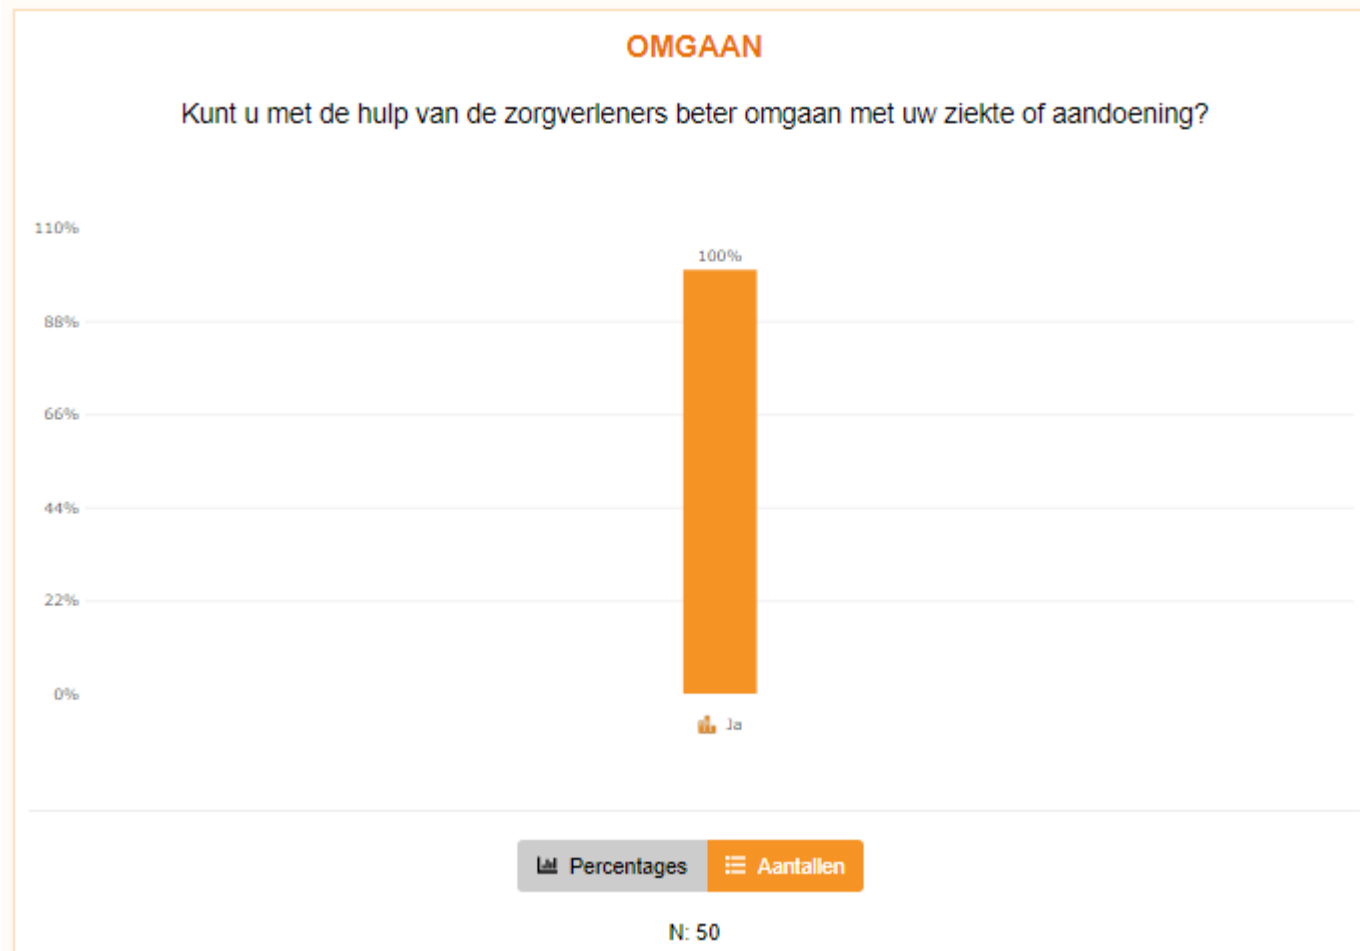 OMGAAN
Kunt u met de hulp van de zorgverleners beter omgaan met uw ziekte of aandoening?
110%
100%
88%
66%
44%
22%
0%
Ja
Percentages Aantallen
N: 50